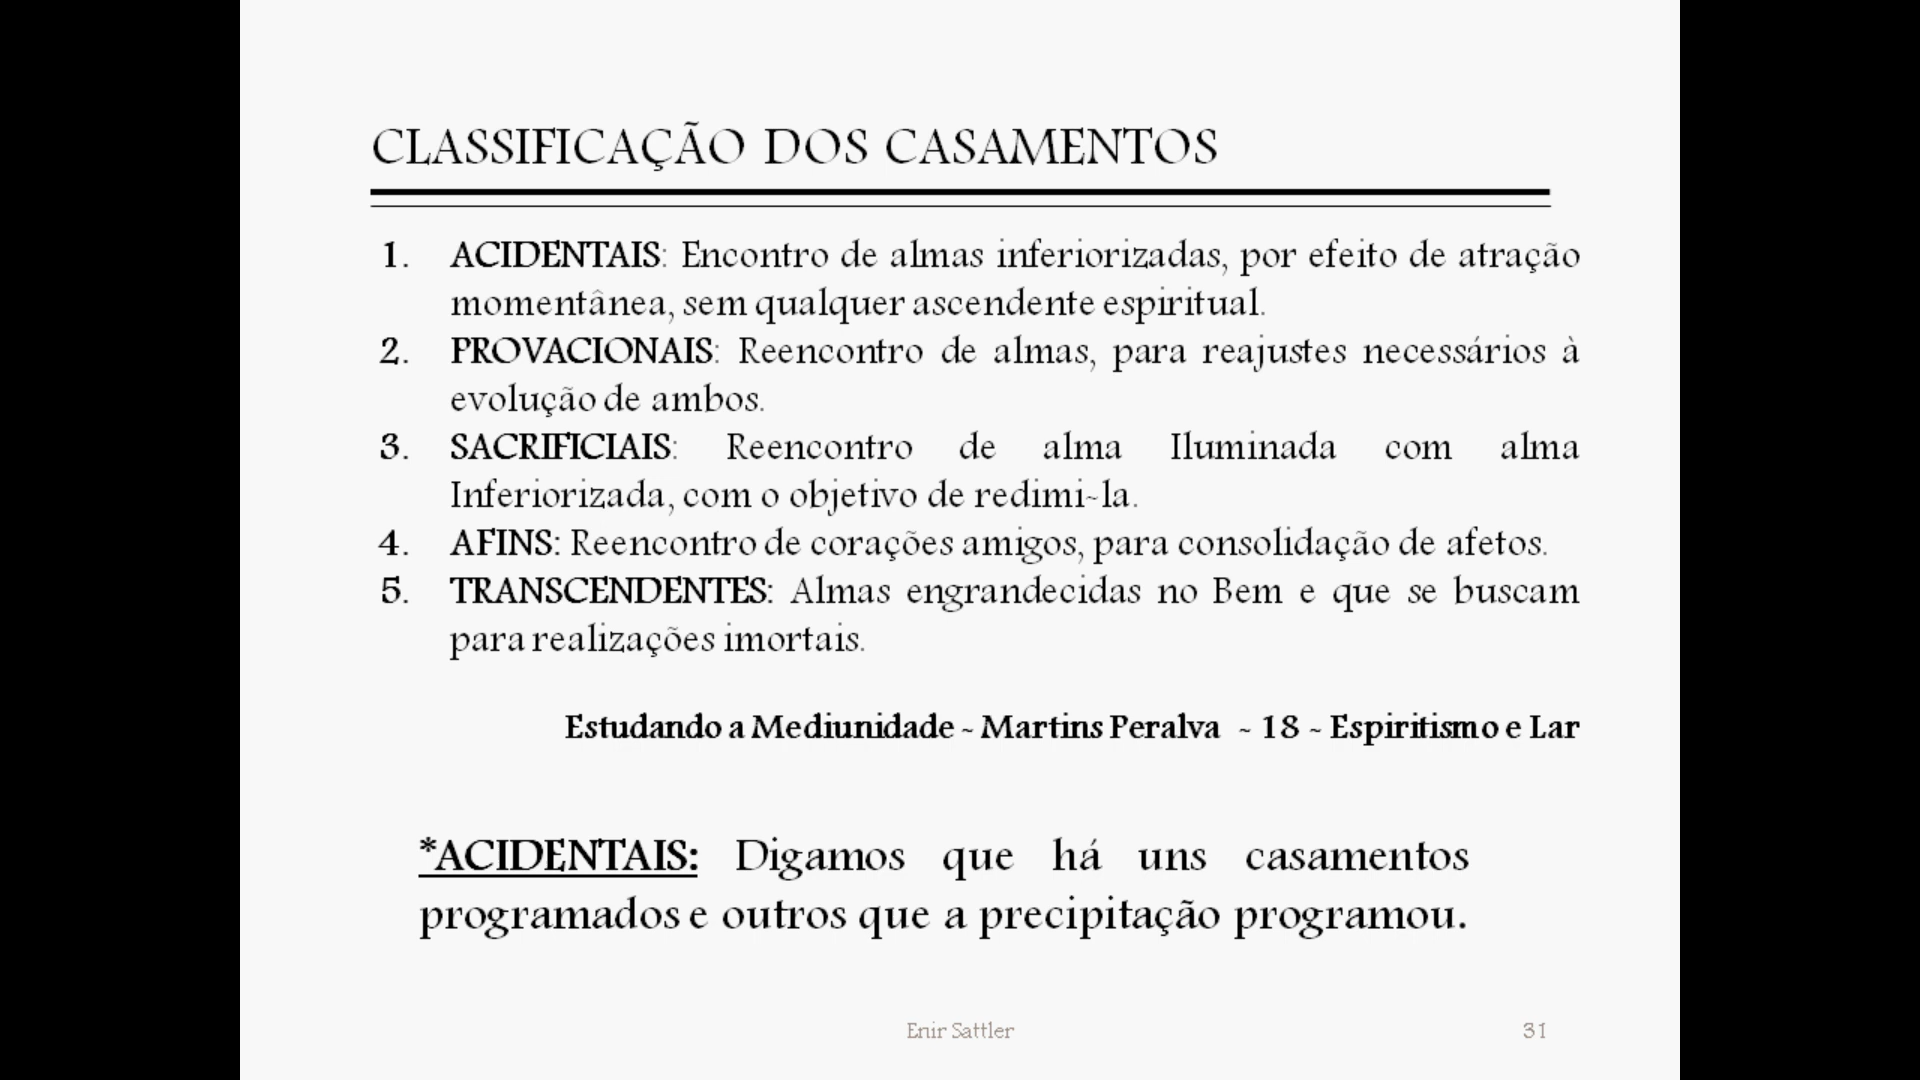 CLASSIFICAÇÃO DOS CASAMENTOS
1. ACIDENTAIS: Encontro de almas inferiorizadas, por efeito de atração
momentânea, sem qualquer ascendente espiritual.
2. PROVACIONAIS: Reencontro de almas, para reajustes necessários à
evolução de ambos.
3. SACRIFICIAIS: Reencontro de alma Iluminada com alma
Inferiorizada, com o objetivo de redimi-la.
4. AFINS: Reencontro de corações amigos, para consolidação de afetos.
5. TRANSCENDENTES: Almas engrandecidas no Bem e que se buscam
para realizações imortais.
Estudando a Mediunidade - Martins Peralva - 18 - Espiritismo e Lar
*ACIDENTAIS: Digamos que há uns casamentos
programados e outros que a precipitação programou.
Enir Sattler
31